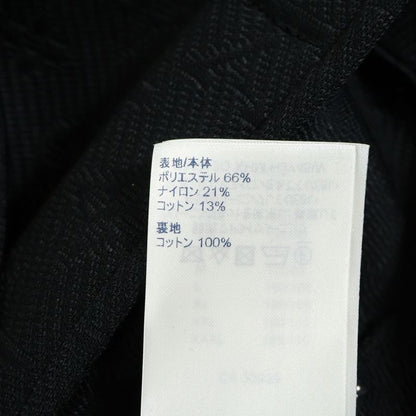 表地/本体
ポリエステル 66%
ナイロン 21%
コットン 13%
裏地
コットン 100%